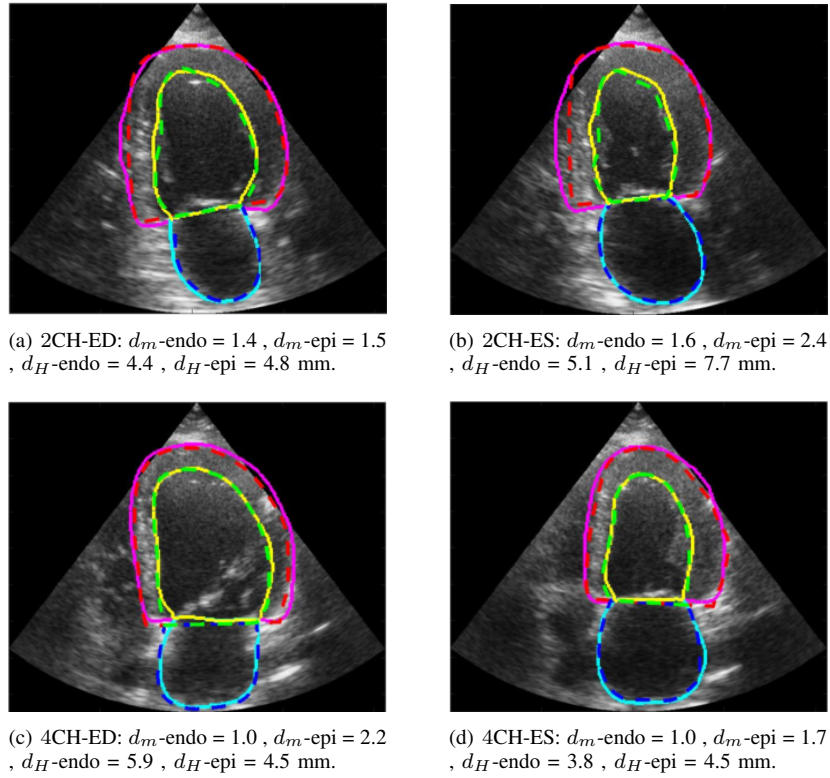 (a) 2CH-ED: dm-endo = 1.4 , dm-epi = 1.5
, dH-endo = 4.4 , dH-epi = 4.8 mm.
(b) 2CH-ES: dm-endo = 1.6 , dm-epi = 2.4
, dH-endo = 5.1 , dH-epi = 7.7 mm.
(c) 4CH-ED: dm-endo = 1.0 , dm-epi = 2.2
, dH-endo = 5.9 , dH-epi = 4.5 mm.
(d) 4CH-ES: dm-endo = 1.0 , dm-epi = 1.7
, dH-endo = 3.8 , dH-epi = 4.5 mm.